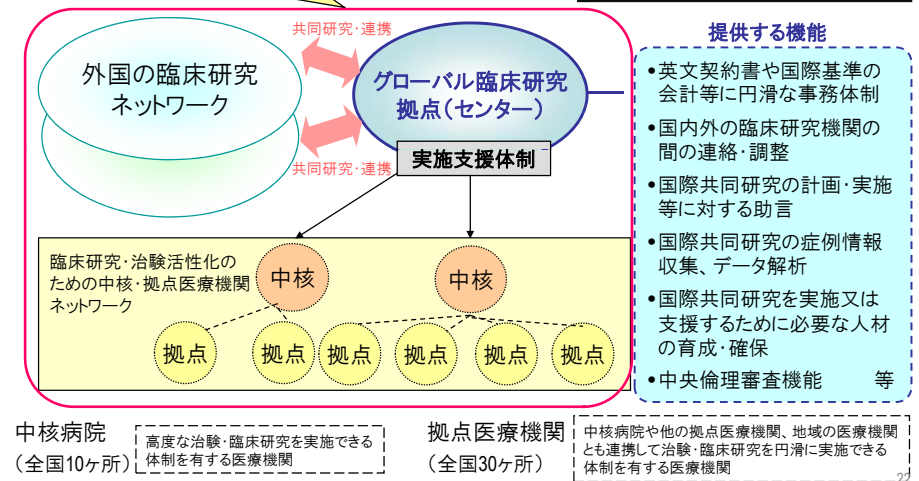 共同研究・連携
外国の臨床研究
ネットワーク
グローバル臨床研究
拠点(センター)
共同研究・連携
実施支援体制
提供する機能
•英文契約書や国際基準の
会計等に円滑な事務体制
•国内外の臨床研究機関の
間の連絡・調整
•国際共同研究の計画・実施
等に対する助言
•国際共同研究の症例情報
収集、データ解析
•国際共同研究を実施又は
支援するために必要な人材
の育成・確保
•中央倫理審査機能 等
臨床研究・治験活性化の
ための中核・拠点医療機関
ネットワーク
中核
中核
拠点
拠点
拠点
拠点
拠点
拠点
中核病院
(全国10ヶ所)
高度な治験・臨床研究を実施できる
体制を有する医療機関
拠点医療機関
(全国30ヶ所)
中核病院や他の拠点医療機関、地域の医療機関
とも連携して治験・臨床研究を円滑に実施できる
体制を有する医療機関
22